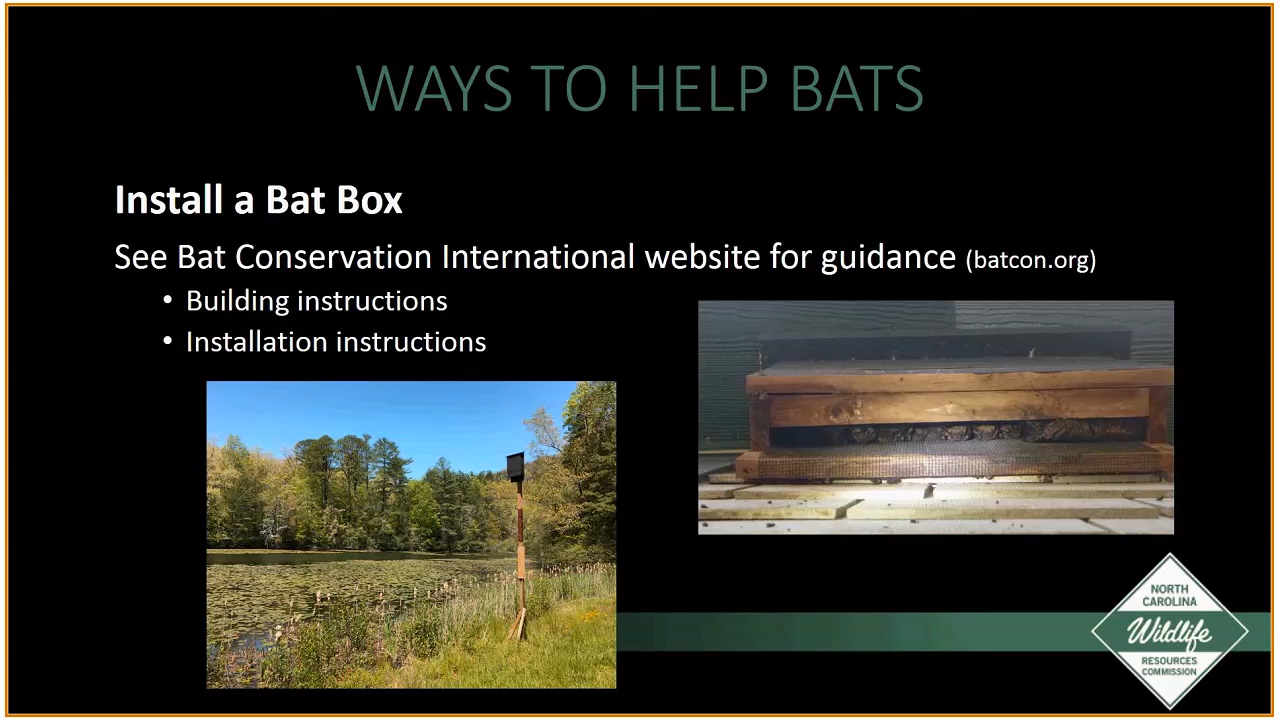 WAYS TO HELP BATS
Install a Bat Box
See Bat Conservation International website for guidance (batcon.org)
• Building instructions
• Installation instructions
NORTH
CAROLINA
Wildlife
RESOURCES
COMMISSION